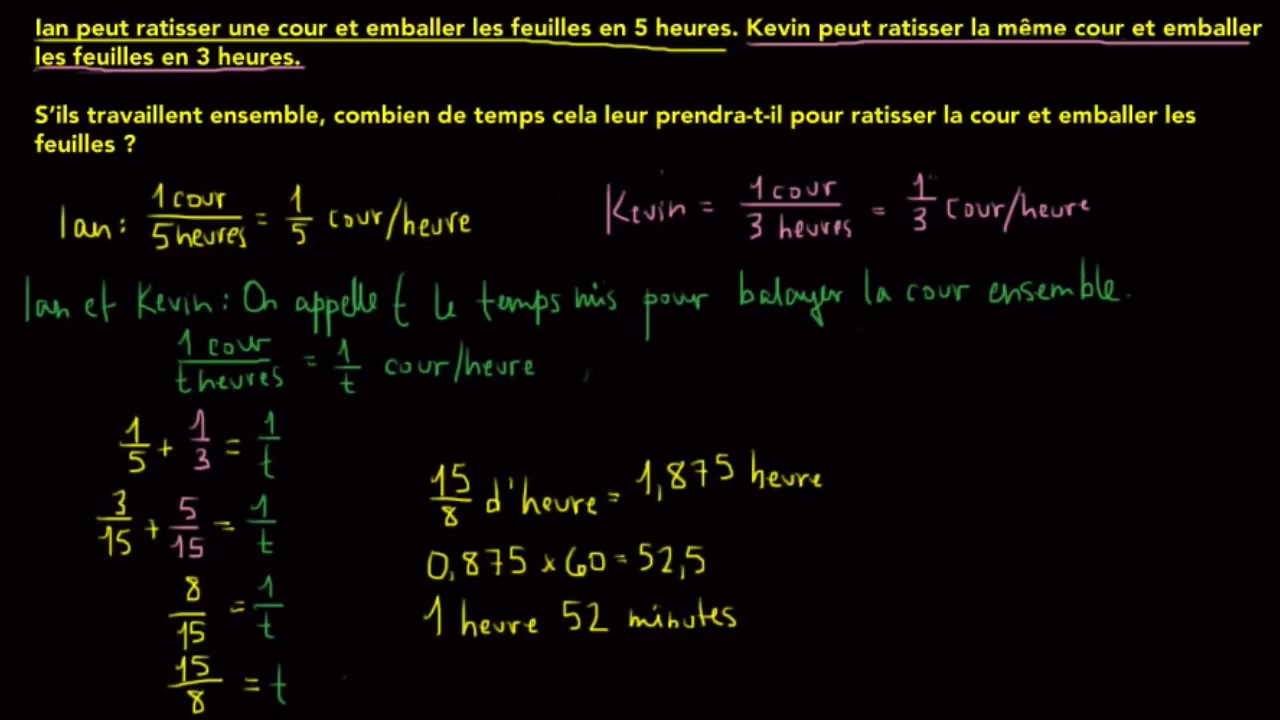 Ian peut ratisser une cour et emballer les feuilles en 5 heures. Kevin peut ratisser la même cour et emballer
les feuilles en 3 heures.
S'ils travaillent ensemble, combien de temps cela leur prendra-t-il pour ratisser la cour et emballer les
feuilles ?
Ian : 1 cour / 5 heures = 1/5 cour/heure
Kevin = 1 cour / 3 heures = 1/3 cour/heure
Ian et Kevin : On appelle t le temps mis pour balayer la cour ensemble.
1 cour / t heures = 1/t cour/heure
1/5 + 1/3 = 1/t
3/15 + 5/15 = 1/t
8/15 = 1/t
15/8 = t
15/8 d'heure = 1,875 heure
0,875 × 60 = 52,5
1 heure 52 minutes